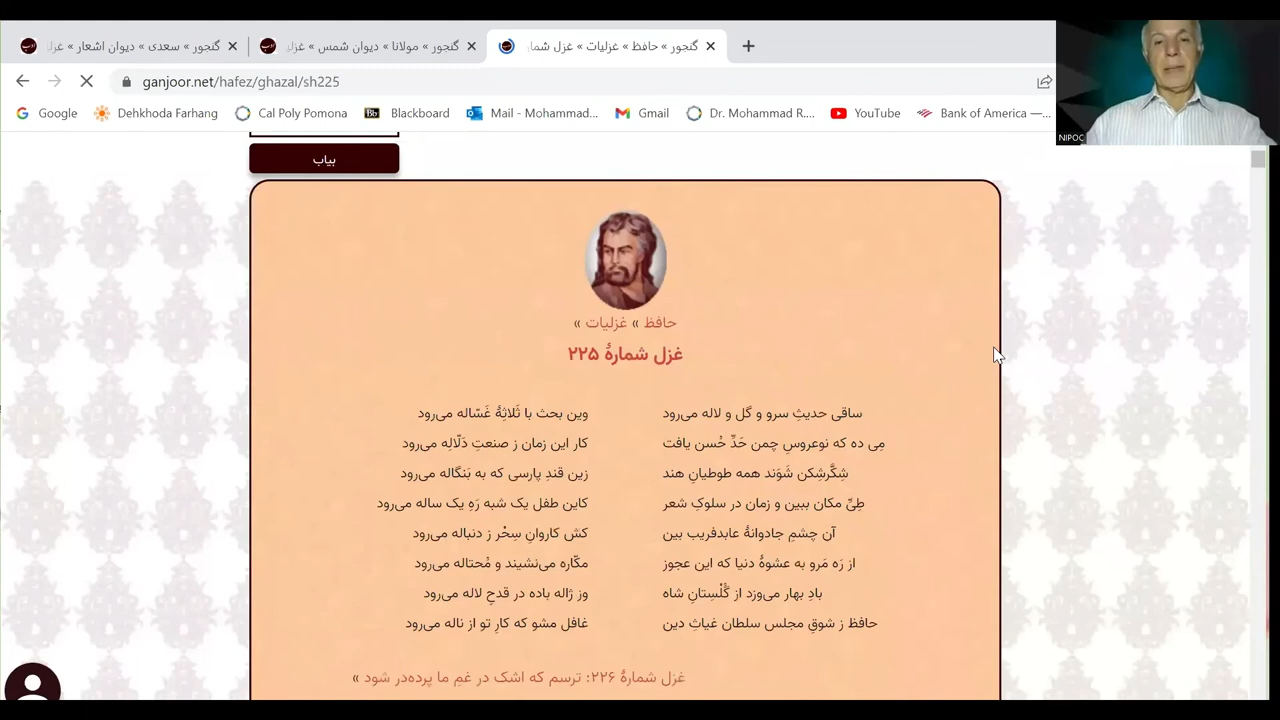 گنجور » سعدی » دیوان اشعار » غزل
گنجور » مولانا » دیوان شمس » غزلی
گنجور » حافظ » غزلیات » غزل شما
ganjoor.net/hafez/ghazal/sh225
Google Dehkhoda Farhang Cal Poly Pomona Bb Blackboard Mail - Mohammad... Gmail Dr. Mohammad R.... YouTube Bank of America —...
NIPOC
بیاب
حافظ » غزلیات »
غزل شمارهٔ ۲۲۵
ساقی حدیثِ سرو و گل و لاله می‌رود وین بحث با ثَلاثِهٔ غَسّاله می‌رود
مِی ده که نوعروسِ چمن حَدِّ حُسن یافت کار این زمان ز صنعتِ دَلّالِه می‌رود
شِکَّرشِکن شَوَند همه طوطیانِ هند زین قندِ پارسی که به بَنگاله می‌رود
طِیِّ مکان ببین و زمان در سلوکِ شعر کاین طفل یک شبه رَهِ یک ساله می‌رود
آن چشمِ جادوانهٔ عابدفریب بین کش کاروانِ سِحْر ز دنباله می‌رود
از رَه مَرو به عشوهٔ دنیا که این عجوز مکّاره می‌نشیند و مُحتاله می‌رود
بادِ بهار می‌وزد از گُلْسِتانِ شاه وز ژاله باده در قدحِ لاله می‌رود
حافظ ز شوقِ مجلس سلطان غیاثِ دین غافل مشو که کارِ تو از ناله می‌رود
غزل شمارهٔ ۲۲۶: ترسم که اشک در غمِ ما پرده‌در شود »